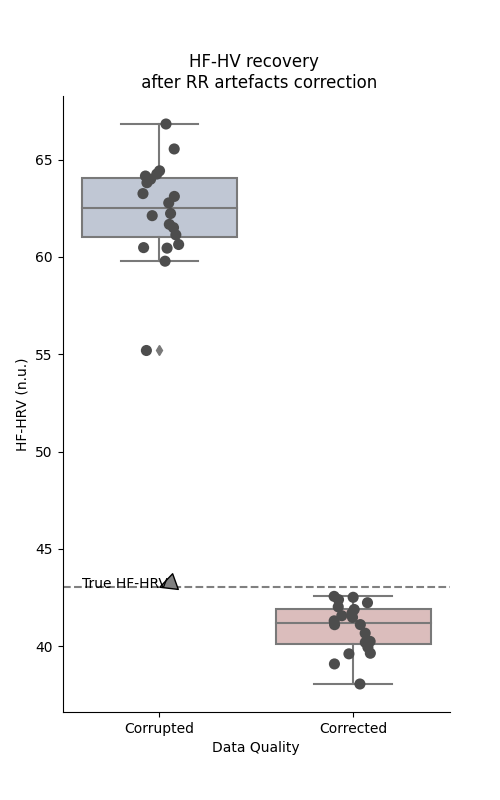 HF-HV recovery
after RR artefacts correction
HF-HRV (n.u.)
65
60
55
50
45
40
True HF-HRV
Corrupted
Corrected
Data Quality